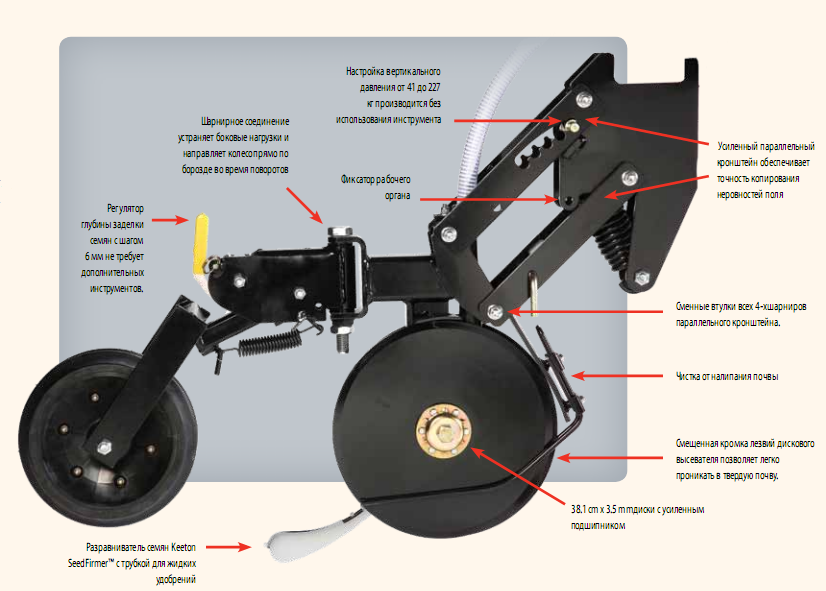 Настройка вертикального
давления от 41 до 227
кг производится без
использования инструмента
Шарнирное соединение
устраняет боковые нагрузки и
направляет колесо прямо по
борозде во время поворотов
Усиленный параллельный
кронштейн обеспечивает
точность копирования
неровностей поля
Фиксатор рабочего
органа
Регулятор
глубины заделки
семян с шагом
6 мм не требует
дополнительных
инструментов.
Сменные втулки всех 4-х шарниров
параллельного кронштейна.
Чистка от налипания почвы
Смещенная кромка лезвий дискового
высевателя позволяет легко
проникать в твердую почву.
38.1 cm x 3.5 mm диски с усиленным
подшипником
Разравниватель семян Keeton
SeedFirmer™ с трубкой для жидких
удобрений